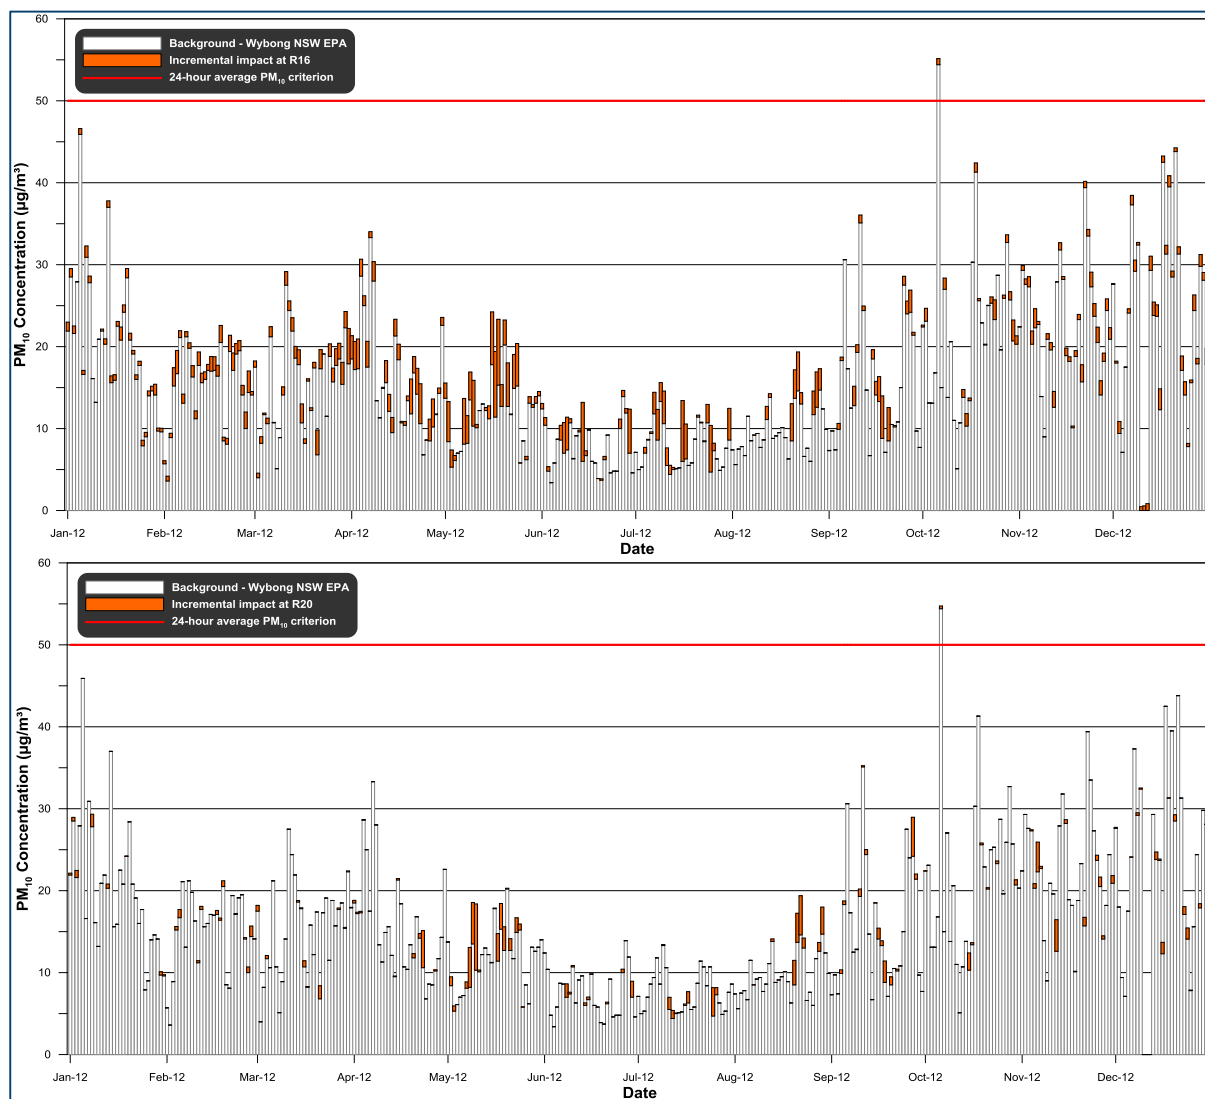 60
50
40
30
20
10
0
PM10 Concentration (µg/m³)
Background - Wybong NSW EPA
Incremental impact at R16
24-hour average PM10 criterion
Jan-12 Feb-12 Mar-12 Apr-12 May-12 Jun-12 Jul-12 Aug-12 Sep-12 Oct-12 Nov-12 Dec-12
Date
60
50
40
30
20
10
0
PM10 Concentration (µg/m³)
Background - Wybong NSW EPA
Incremental impact at R20
24-hour average PM10 criterion
Jan-12 Feb-12 Mar-12 Apr-12 May-12 Jun-12 Jul-12 Aug-12 Sep-12 Oct-12 Nov-12 Dec-12
Date